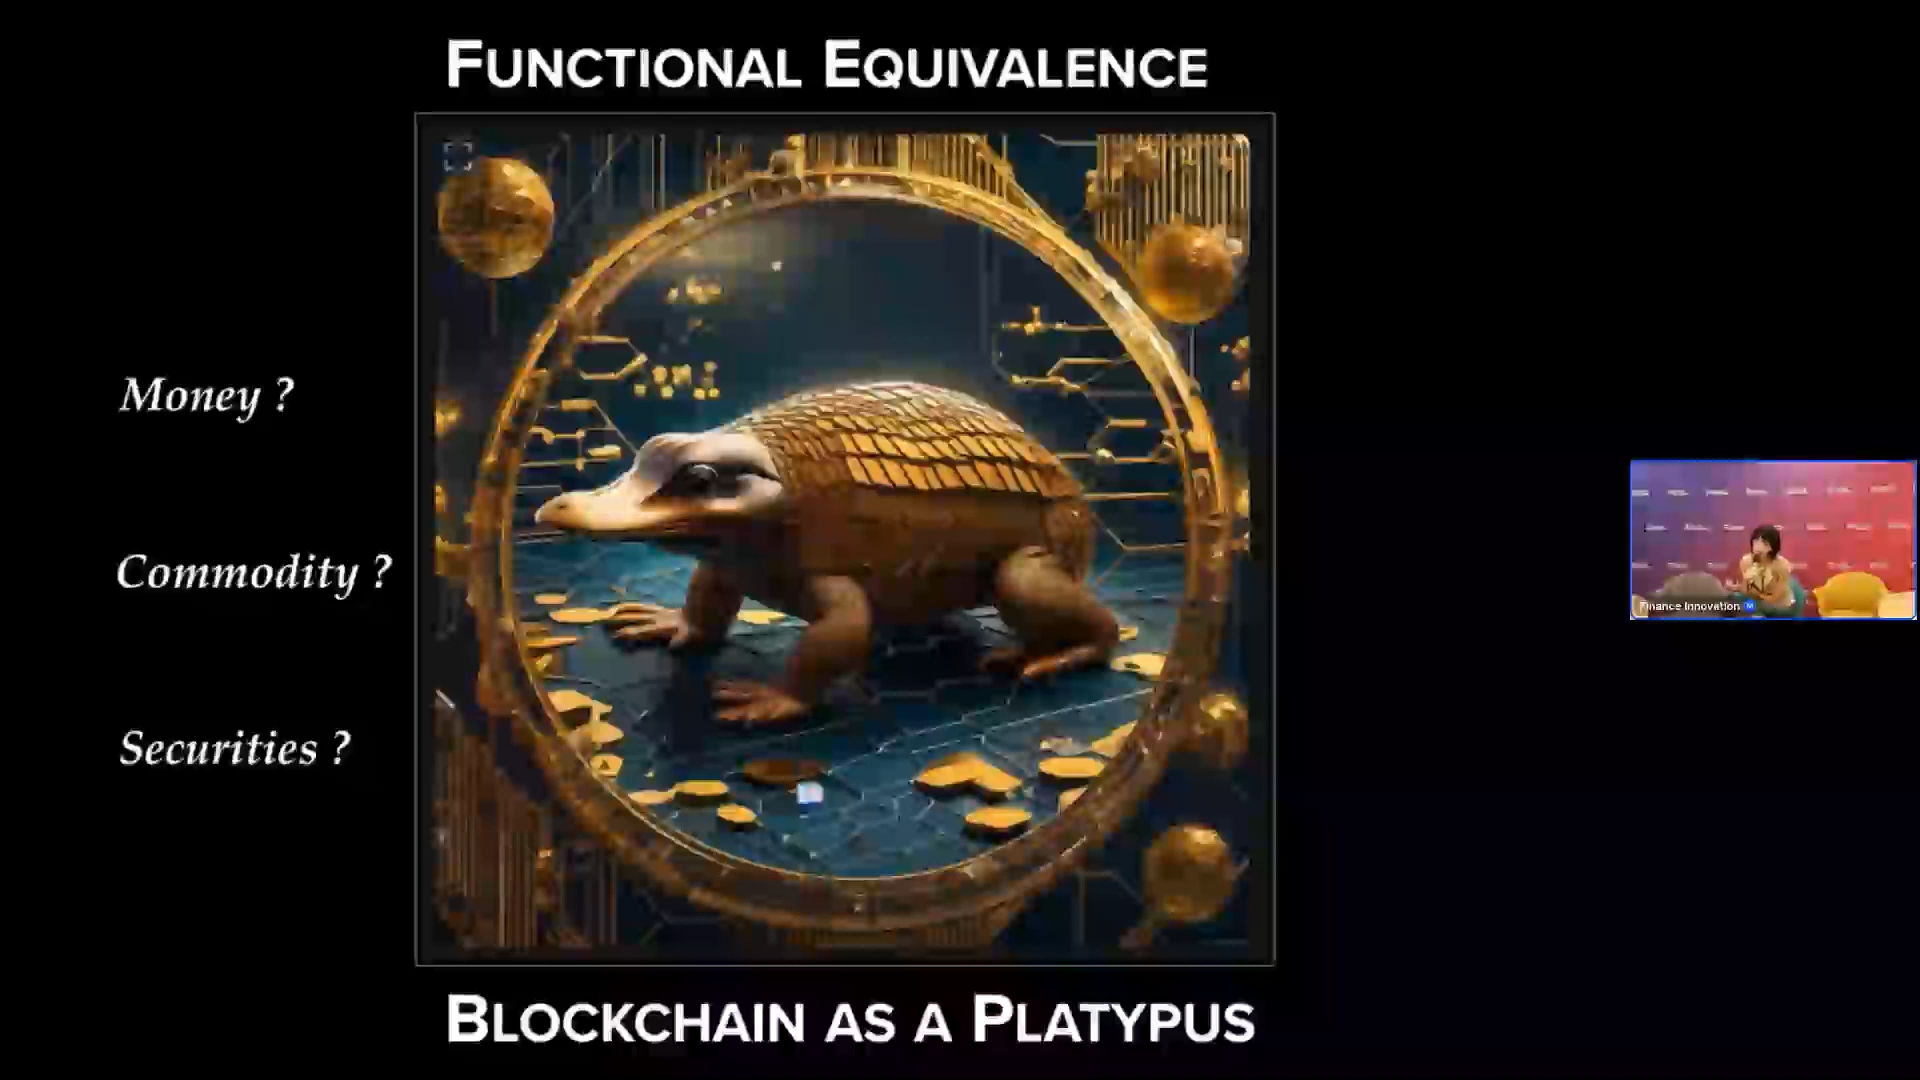 FUNCTIONAL EQUIVALENCE
Money ?
Commodity ?
Securities ?
BLOCKCHAIN AS A PLATYPUS
Finance Innovation